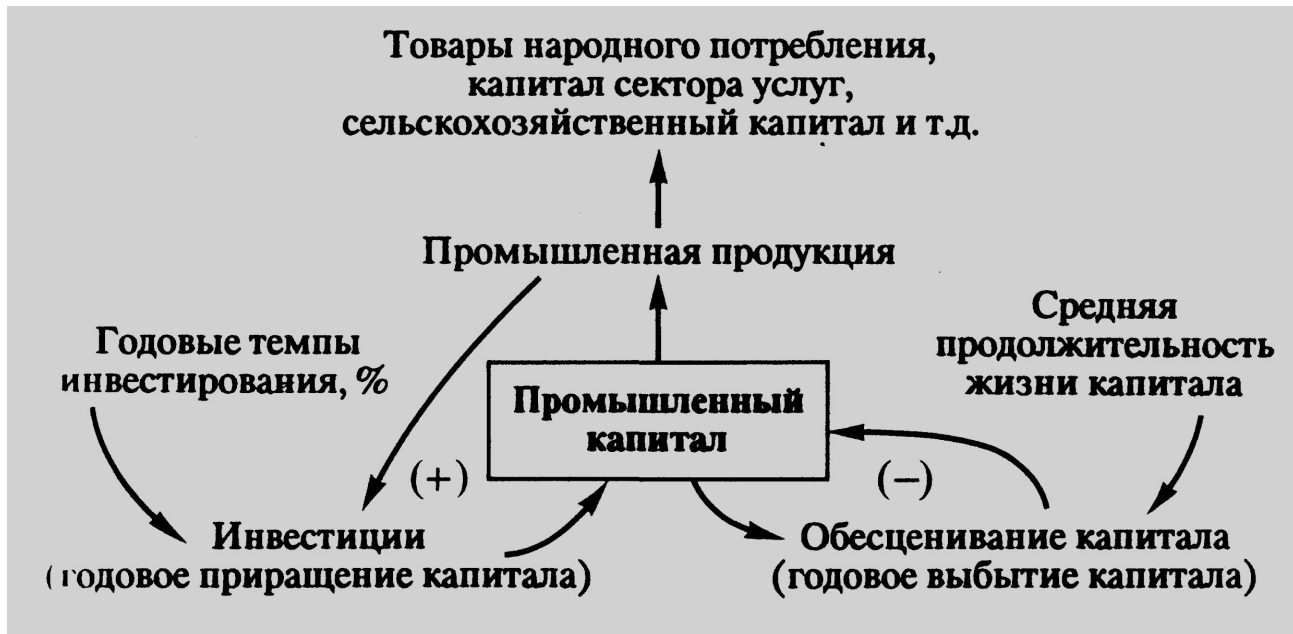 Товары народного потребления,
капитал сектора услуг,
сельскохозяйственный капитал и т.д.
Промышленная продукция
Годовые темпы
инвестирования, %
Средняя
продолжительность
жизни капитала
Промышленный
капитал
(+)
(−)
Инвестиции
(годовое приращение капитала)
Обесценивание капитала
(годовое выбытие капитала)